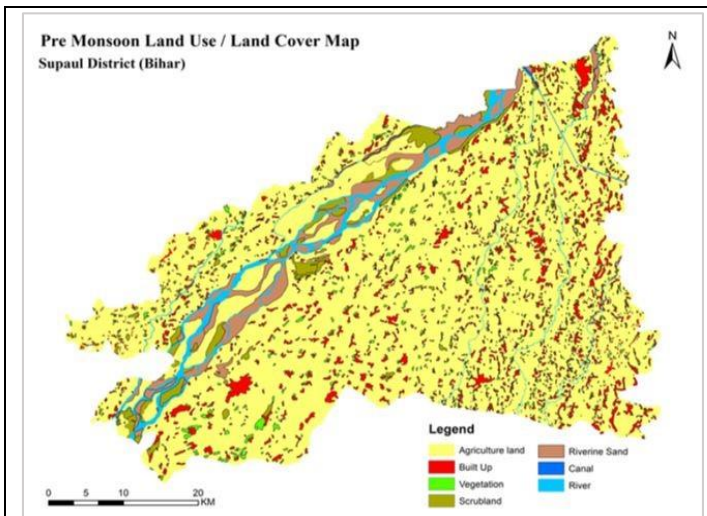 Pre Monsoon Land Use / Land Cover Map
Supaul District (Bihar)
N
Legend
Agriculture land
Built Up
Vegetation
Scrubland
Riverine Sand
Canal
River
0 5 10 20
KM